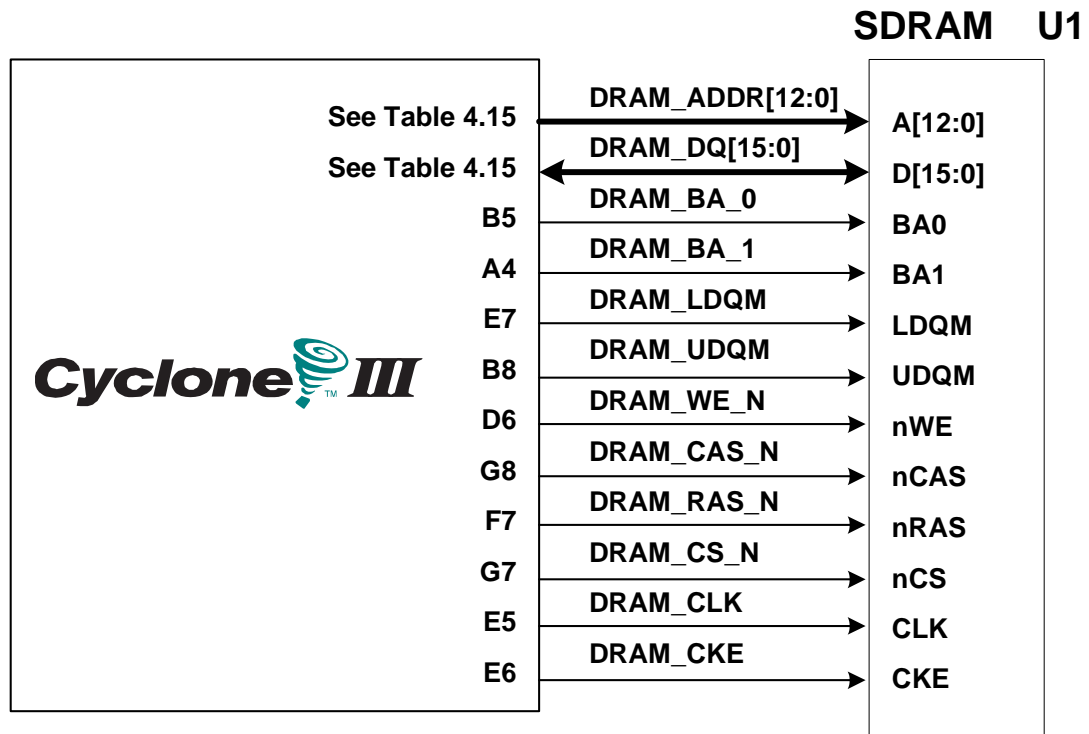 SDRAM U1
See Table 4.15 DRAM_ADDR[12:0] A[12:0]
See Table 4.15 DRAM_DQ[15:0] D[15:0]
B5 DRAM_BA_0 BA0
A4 DRAM_BA_1 BA1
E7 DRAM_LDQM LDQM
B8 DRAM_UDQM UDQM
Cyclone III TM
D6 DRAM_WE_N nWE
G8 DRAM_CAS_N nCAS
F7 DRAM_RAS_N nRAS
G7 DRAM_CS_N nCS
E5 DRAM_CLK CLK
E6 DRAM_CKE CKE